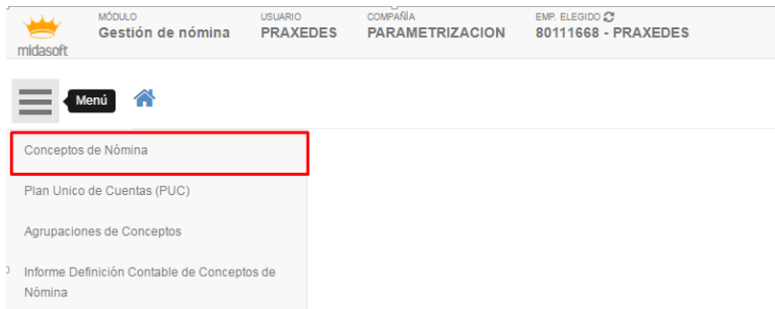 MÓDULO USUARIO COMPAÑÍA EMP. ELEGIDO
Gestión de nómina PRAXEDES PARAMETRIZACION 80111668 - PRAXEDES
midasoft
Menú
Conceptos de Nómina
Plan Unico de Cuentas (PUC)
Agrupaciones de Conceptos
Informe Definición Contable de Conceptos de
Nómina